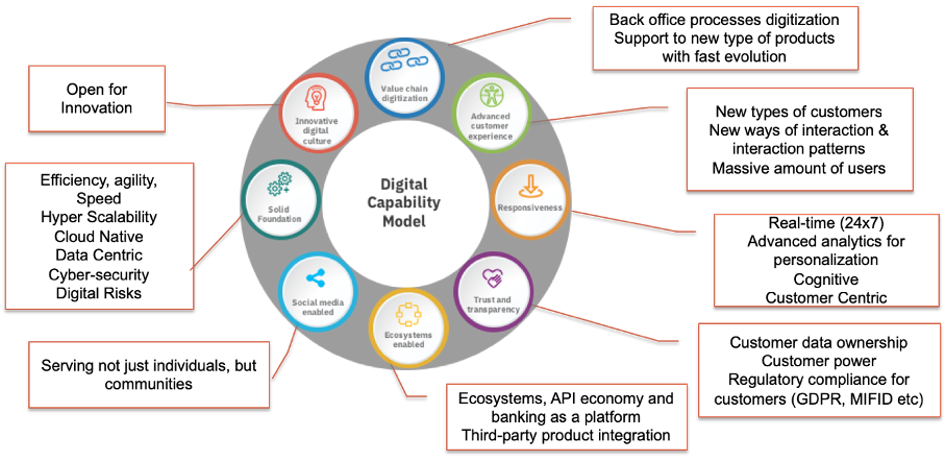 Back office processes digitization
Support to new type of products
with fast evolution
Open for
Innovation
Value chain
digitization
Innovative
digital
culture
Advanced
customer
experience
New types of customers
New ways of interaction &
interaction patterns
Massive amount of users
Efficiency, agility,
Speed
Hyper Scalability
Cloud Native
Data Centric
Cyber-security
Digital Risks
Solid
Foundation
Digital
Capability
Model
Responsiveness
Real-time (24x7)
Advanced analytics for
personalization
Cognitive
Customer Centric
Social media
enabled
Trust and
transparency
Ecosystems
enabled
Customer data ownership
Customer power
Regulatory compliance for
customers (GDPR, MIFID etc)
Serving not just individuals, but
communities
Ecosystems, API economy and
banking as a platform
Third-party product integration